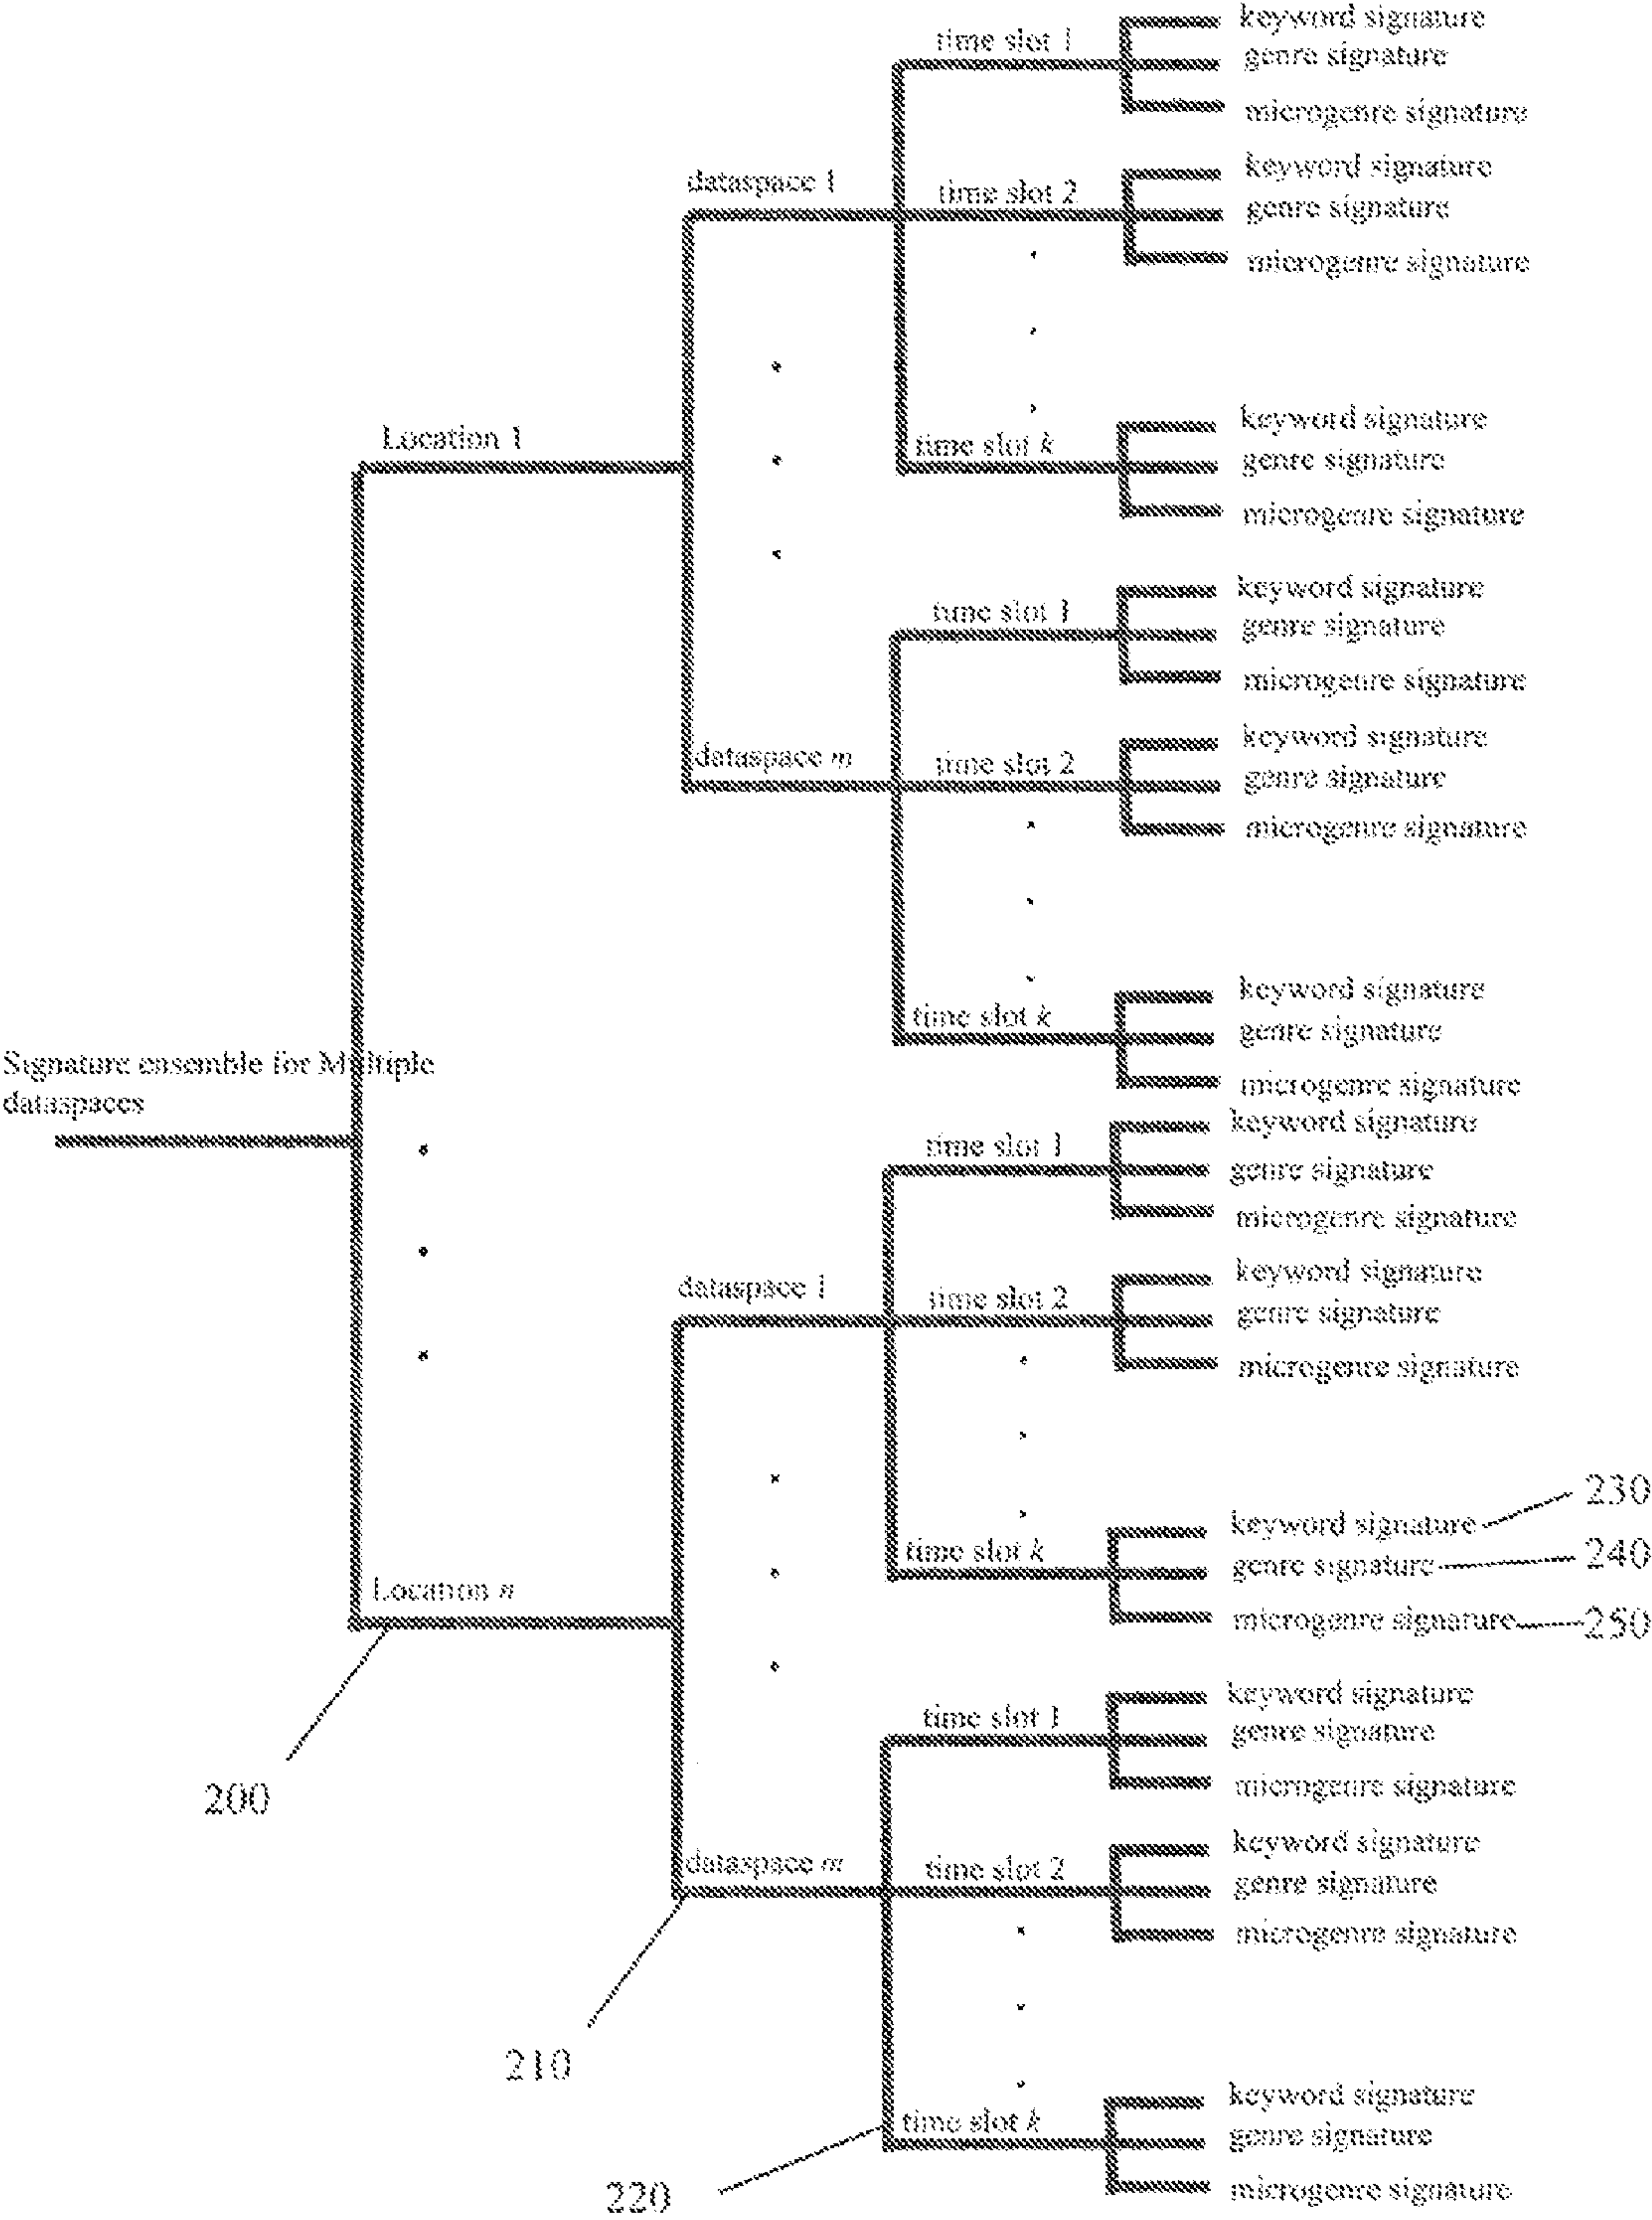 keyword signature
time slot 1
genre signature
microgenre signature
keyword signature
dataspace 1
time slot 2
genre signature
microgenre signature
keyword signature
Location 1
time slot k
genre signature
microgenre signature
keyword signature
time slot 1
genre signature
microgenre signature
keyword signature
dataspace m
time slot 2
genre signature
microgenre signature
keyword signature
time slot k
genre signature
Signature ensemble for Multiple
dataspaces
microgenre signature
keyword signature
time slot 1
genre signature
microgenre signature
keyword signature
dataspace 1
time slot 2
genre signature
microgenre signature
230
keyword signature
time slot k
genre signature
240
Location n
microgenre signature
250
keyword signature
time slot 1
genre signature
microgenre signature
200
keyword signature
dataspace m
time slot 2
genre signature
microgenre signature
210
keyword signature
time slot k
genre signature
microgenre signature
220